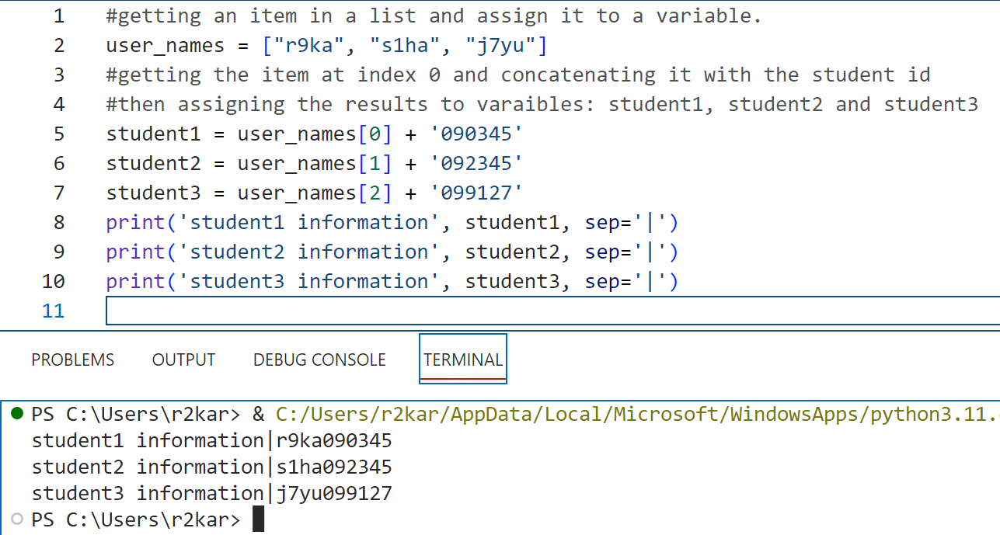 1 #getting an item in a list and assign it to a variable.
2 user_names = ["r9ka", "s1ha", "j7yu"]
3 #getting the item at index 0 and concatenating it with the student id
4 #then assigning the results to varaibles: student1, student2 and student3
5 student1 = user_names[0] + '090345'
6 student2 = user_names[1] + '092345'
7 student3 = user_names[2] + '099127'
8 print('student1 information', student1, sep='|')
9 print('student2 information', student2, sep='|')
10 print('student3 information', student3, sep='|')
11
PROBLEMS OUTPUT DEBUG CONSOLE TERMINAL
PS C:\Users\r2kar> & C:/Users/r2kar/AppData/Local/Microsoft/WindowsApps/python3.11.
student1 information|r9ka090345
student2 information|s1ha092345
student3 information|j7yu099127
PS C:\Users\r2kar>